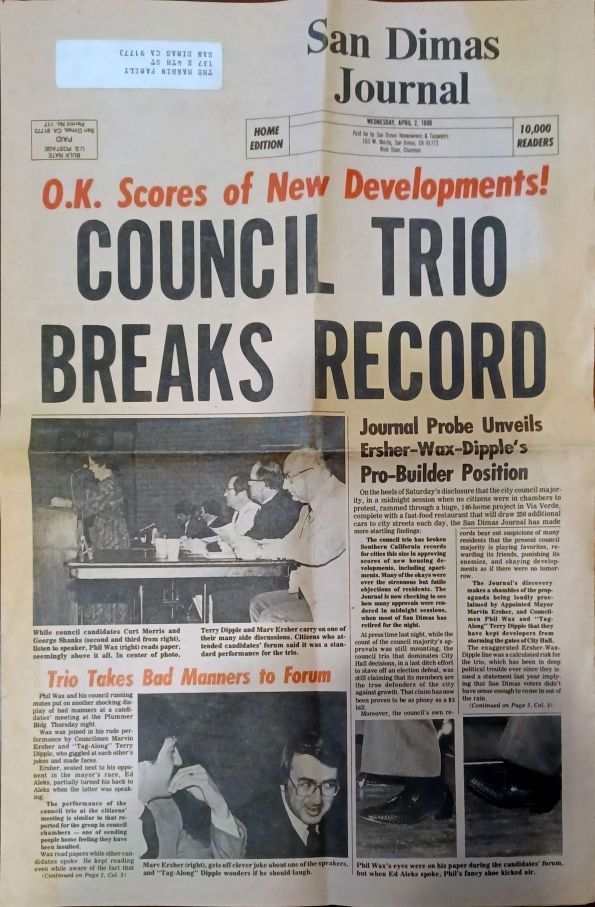 THE HARDIN FAMILY
137 E 4TH ST
SAN DIMAS CA 91773
BULK RATE
U.S. POSTAGE
PAID
San Dimas, CA 91773
Permit No. 137
San Dimas
Journal
HOME
EDITION
WEDNESDAY, APRIL 2, 1980
Paid for by San Dimas Homeowners & Taxpayers
163 W. Bonita, San Dimas, CA 91773
Chairman
10,000
READERS
O.K. Scores of New Developments!
COUNCIL TRIO
BREAKS RECORD
While council candidates Curt Morris and
George Shanks (second and third from right),
listen to speaker, Phil Wax (right) reads paper,
seemingly above it all. In center of photo,
Terry Dipple and Marv Ersher carry on one of
their many side discussions. Citizens who at-
tended candidates' forum said it was a stan-
dard performance for the trio.
Trio Takes Bad Manners to Forum
Phil Wax and his council running
mates put on another shocking dis-
play of bad manners at a candi-
dates' meeting at the Plummer
Bldg. Thursday night.
Wax was joined in his rude per-
formance by Councilmen Marvin
Ersher and "Tag-Along" Terry
Dipple, who giggled at each other's
jokes and made faces.
Ersher, seated next to his oppo-
nent in the mayor's race, Ed
Aleks, partially turned his back to
Aleks when the latter was speak-
ing.
The performance of the
council trio at the citizens'
meeting is similar to that re-
ported for the group in council
chambers — one of sending
people home feeling they have
been insulted.
Wax read papers while other can-
didates spoke. He kept reading
even while aware of the fact that
(Continued on Page 2, Col. 3)
Marv Ersher (right), gets off clever joke about one of the speakers,
and "Tag-Along" Dipple wonders if he should laugh.
Journal Probe Unveils
Ersher-Wax-Dipple's
Pro-Builder Position
On the heels of Saturday's disclosure that the city council major-
ity, in a midnight session when no citizens were in chambers to
protest, rammed through a huge, 146-home project in Via Verde,
complete with a fast-food restaurant that will draw 250 additional
cars to city streets each day, the San Dimas Journal has made
more startling findings:
The council trio has broken
Southern California records
for cities this size in approving
scores of new housing de-
velopments, including apart-
ments. Many of the okays were
over the strenuous but futile
objections of residents. The
Journal is now checking to see
how many approvals were ren-
dered in midnight sessions,
when most of San Dimas has
retired for the night.
At press time last night, while the
count of the council majority's ap-
provals was still mounting, the
council trio that dominates City
Hall decisions, in a last ditch effort
to stave off an election defeat, was
still claiming that its members are
the true defenders of the city
against growth. That claim has now
been proven to be as phony as a $3
bill.
Moreover, the council's own re-
cords bear out suspicions of many
residents that the present council
majority is playing favorites, re-
warding its friends, punishing its
enemies, and okaying develop-
ments as if there were no tomor-
row.
The Journal's discovery
makes a shambles of the prop-
aganda being loudly proc-
laimed by Appointed Mayor
Marvin Ersher, and Council-
men Phil Wax and "Tag-
Along" Terry Dipple that they
have kept developers from
storming the gates of City Hall.
The exaggerated Ersher-Wax-
Dipple line was a calculated risk for
the trio, which has been in deep
political trouble ever since they is-
sued a statement last year imply-
ing that San Dimas voters didn't
have sense enough to come in out of
the rain.
(Continued on Page 2, Col. 3)
Phil Wax's eyes were on his paper during the candidates' forum,
but when Ed Aleks spoke, Phil's fancy shoe kicked air.